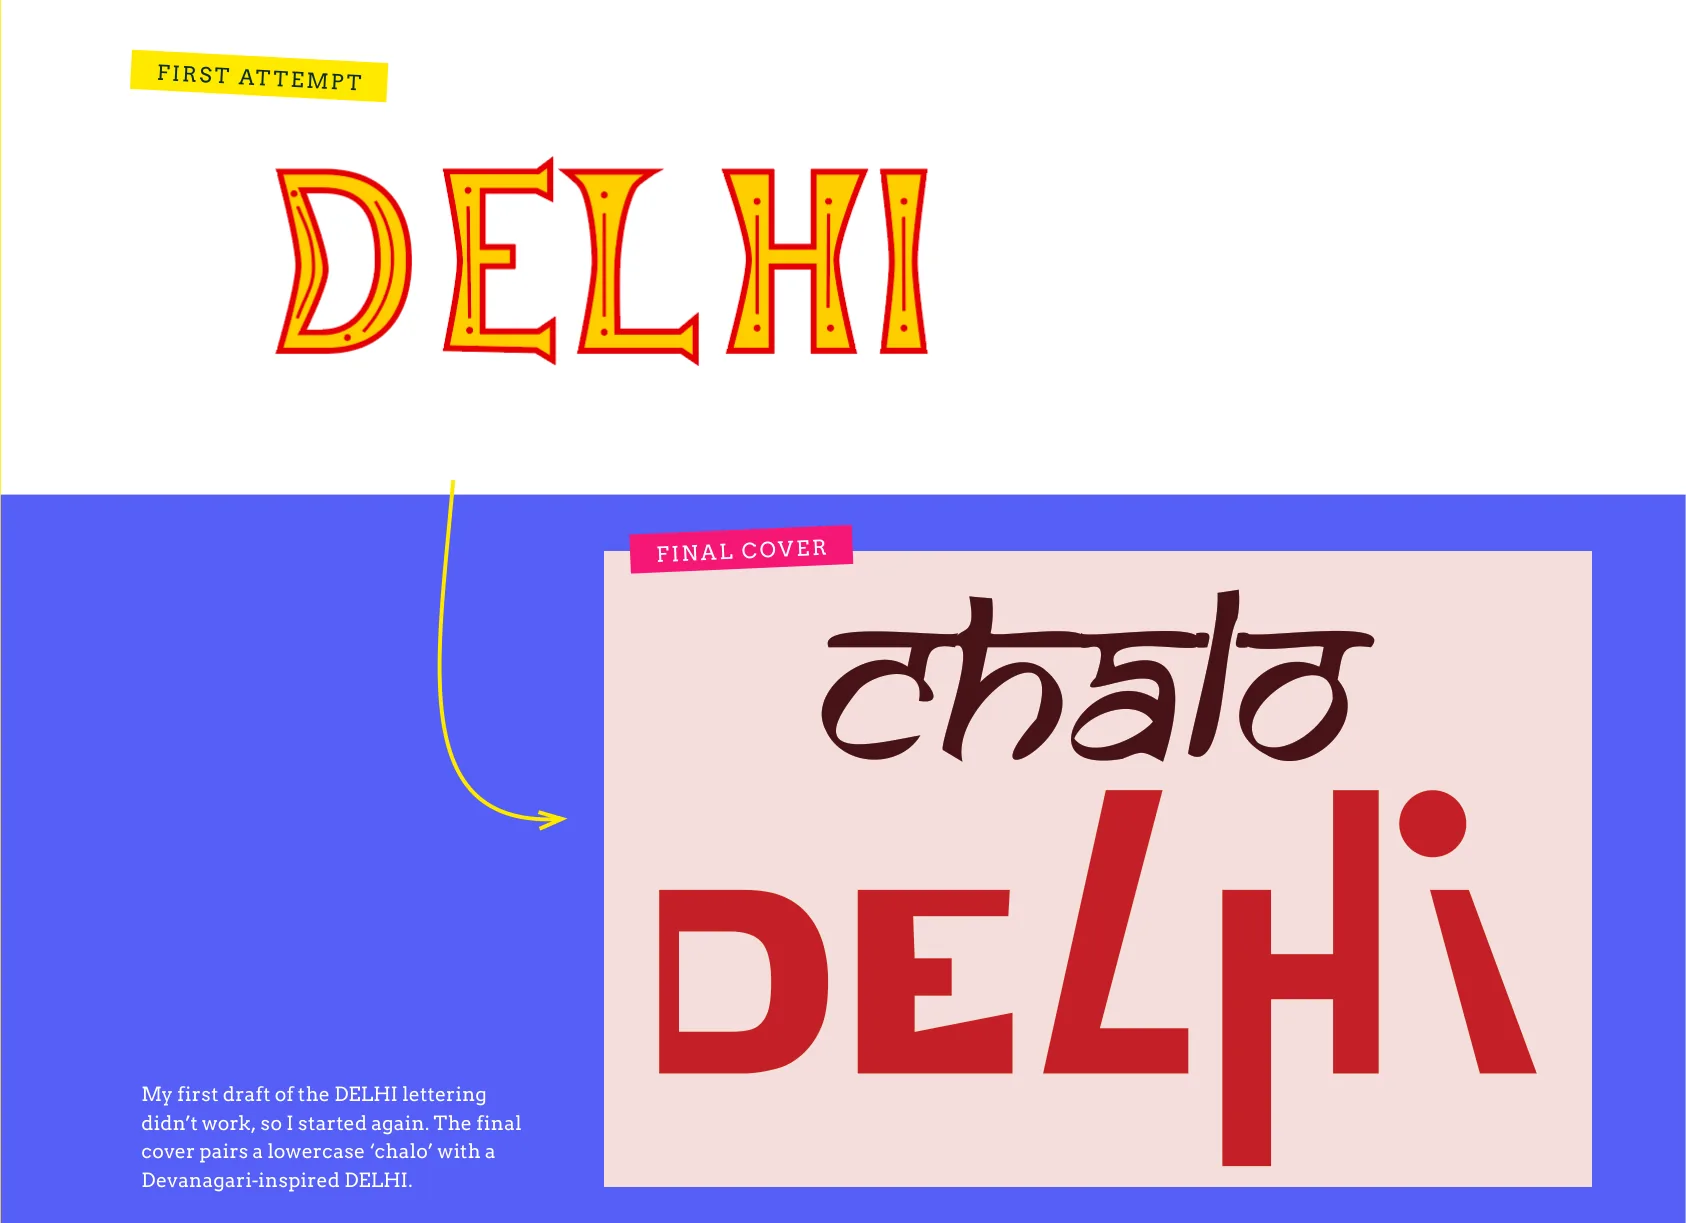 FIRST ATTEMPT
DELHI
FINAL COVER
chalo
DELHi
My first draft of the DELHI lettering
didn’t work, so I started again. The final
cover pairs a lowercase ‘chalo’ with a
Devanagari-inspired DELHI.